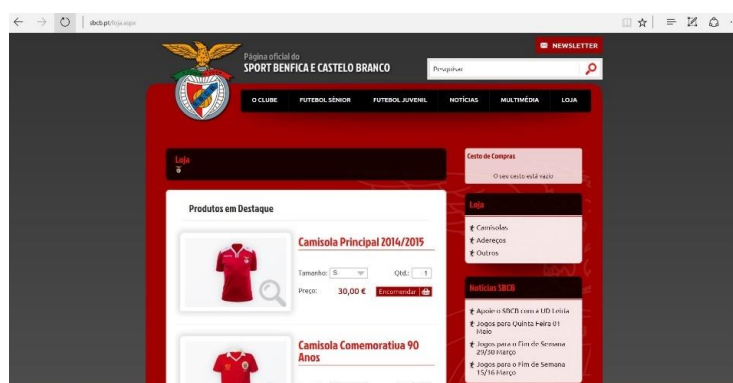 sbcb.pt/loja.aspx
NEWSLETTER
Página oficial do
SPORT BENFICA E CASTELO BRANCO
Pesquisar
O CLUBE FUTEBOL SÉNIOR FUTEBOL JUVENIL NOTÍCIAS MULTIMÉDIA LOJA
Loja
Cesto de Compras
O seu cesto está vazio
Produtos em Destaque
Camisola Principal 2014/2015
Tamanho: S Qtd.: 1
Preço: 30,00 € Encomendar
Camisola Comemorativa 90
Anos
Loja
Camisolas
Adereços
Outros
Notícias SBCB
Apoie o SBCB com a UD Leiria
Jogos para Quinta Feira 01
Maio
Jogos para o Fim de Semana
29/30 Março
Jogos para o Fim de Semana
15/16 Março